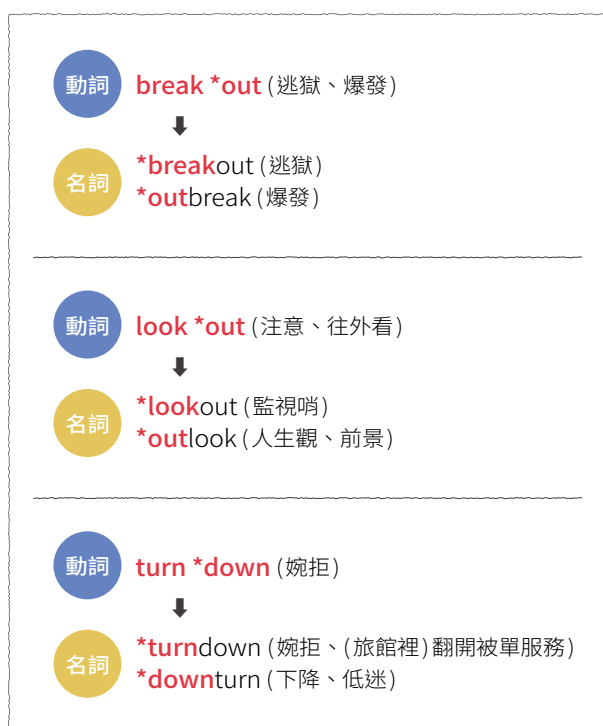 動詞 break *out (逃獄、爆發)
⬇
名詞
*breakout (逃獄)
*outbreak (爆發)
動詞 look *out (注意、往外看)
⬇
名詞
*lookout (監視哨)
*outlook (人生觀、前景)
動詞 turn *down (婉拒)
⬇
名詞
*turndown (婉拒、(旅館裡)翻開被單服務)
*downturn (下降、低迷)